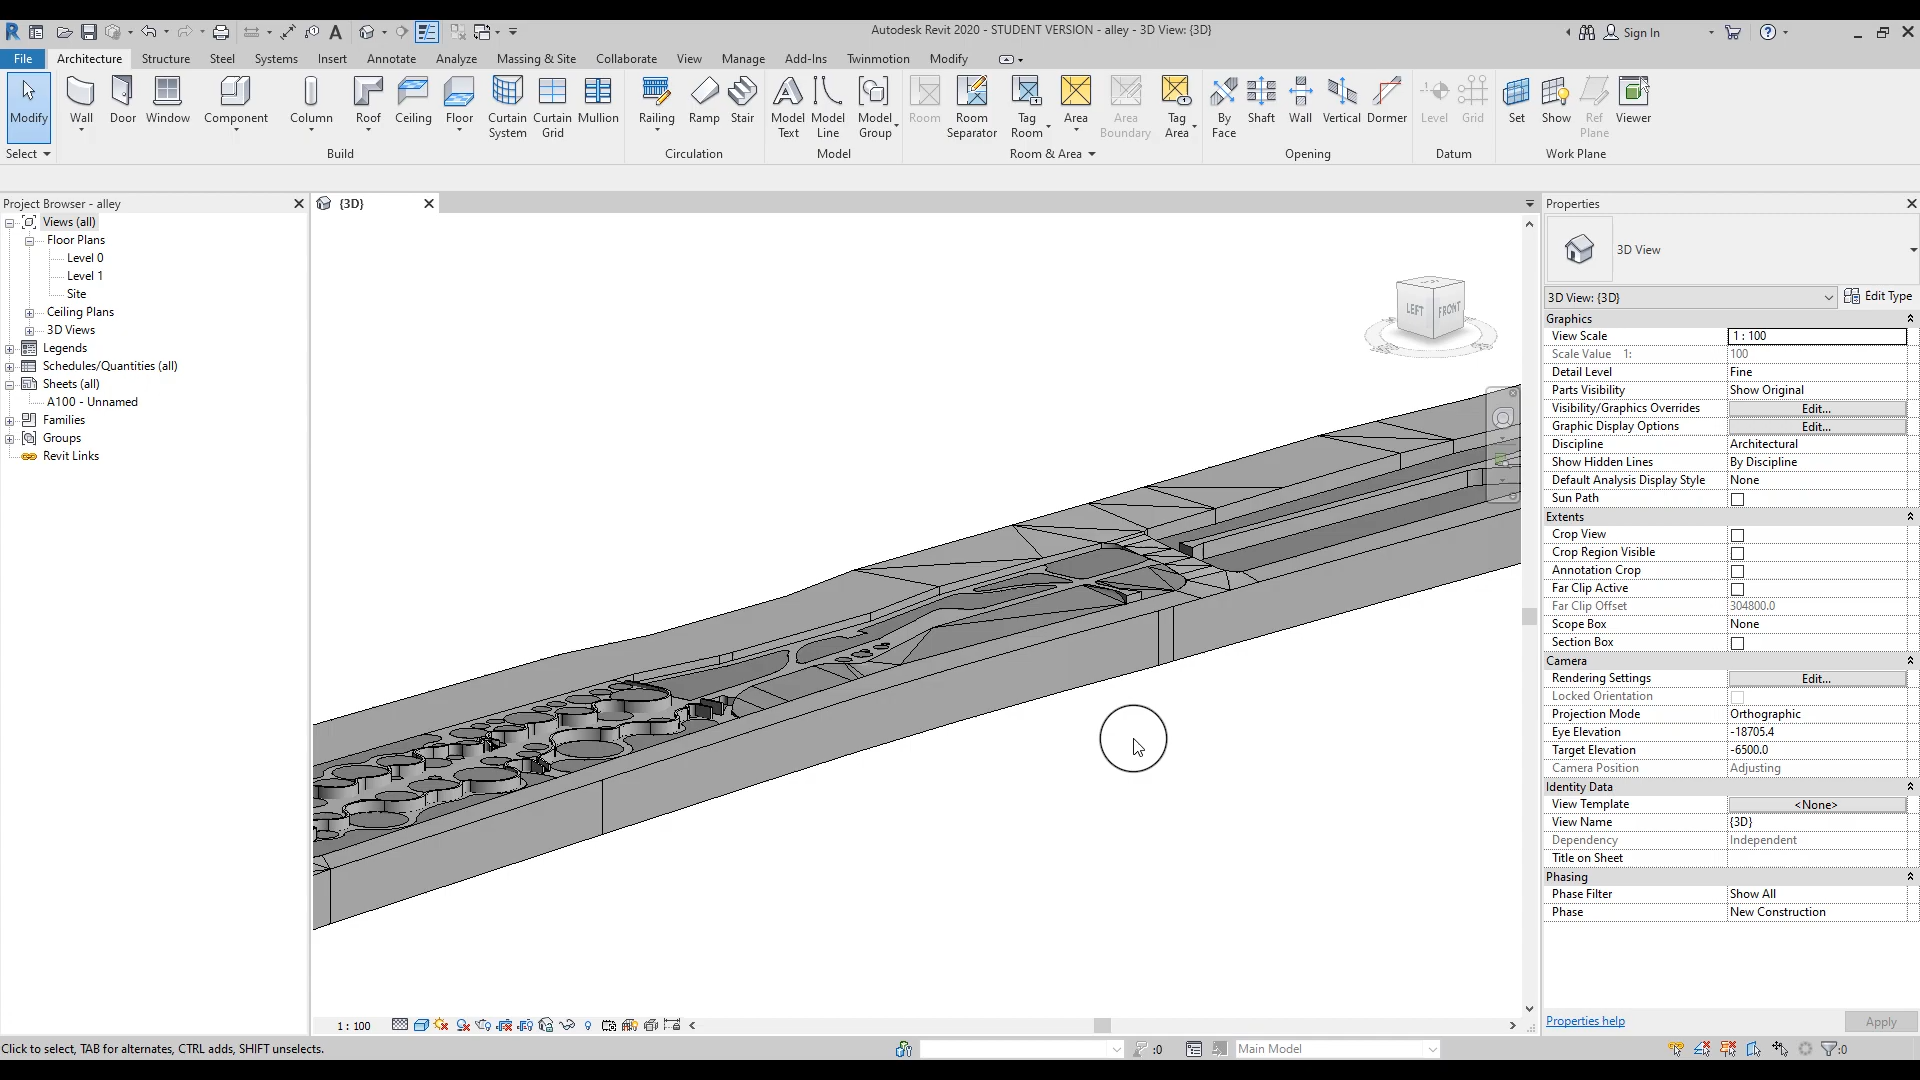 Autodesk Revit 2020 - STUDENT VERSION - alley - 3D View: {3D}
Sign In
File Architecture Structure Steel Systems Insert Annotate Analyze Massing & Site Collaborate View Manage Add-Ins Twinmotion Modify
Modify Wall Door Window Component Column Roof Ceiling Floor Curtain System Curtain Grid Mullion Railing Ramp Stair Model Text Model Line Model Group Room Room Separator Tag Room Area Area Boundary Tag Area By Face Shaft Wall Vertical Dormer Level Grid Set Show Ref Plane Viewer
Select Build Circulation Model Room & Area Opening Datum Work Plane
Project Browser - alley
Views (all)
Floor Plans
Level 0
Level 1
Site
Ceiling Plans
3D Views
Legends
Schedules/Quantities (all)
Sheets (all)
A100 - Unnamed
Families
Groups
Revit Links
{3D}
LEFT FRONT
Properties
3D View
3D View: {3D} Edit Type
Graphics
View Scale 1 : 100
Scale Value 1: 100
Detail Level Fine
Parts Visibility Show Original
Visibility/Graphics Overrides Edit...
Graphic Display Options Edit...
Discipline Architectural
Show Hidden Lines By Discipline
Default Analysis Display Style None
Sun Path
Extents
Crop View
Crop Region Visible
Annotation Crop
Far Clip Active
Far Clip Offset 304800.0
Scope Box None
Section Box
Camera
Rendering Settings Edit...
Locked Orientation
Projection Mode Orthographic
Eye Elevation -18705.4
Target Elevation -6500.0
Camera Position Adjusting
Identity Data
View Template <None>
View Name {3D}
Dependency Independent
Title on Sheet
Phasing
Phase Filter Show All
Phase New Construction
Properties help Apply
1 : 100
Click to select, TAB for alternates, CTRL adds, SHIFT unselects.
:0
Main Model
:0